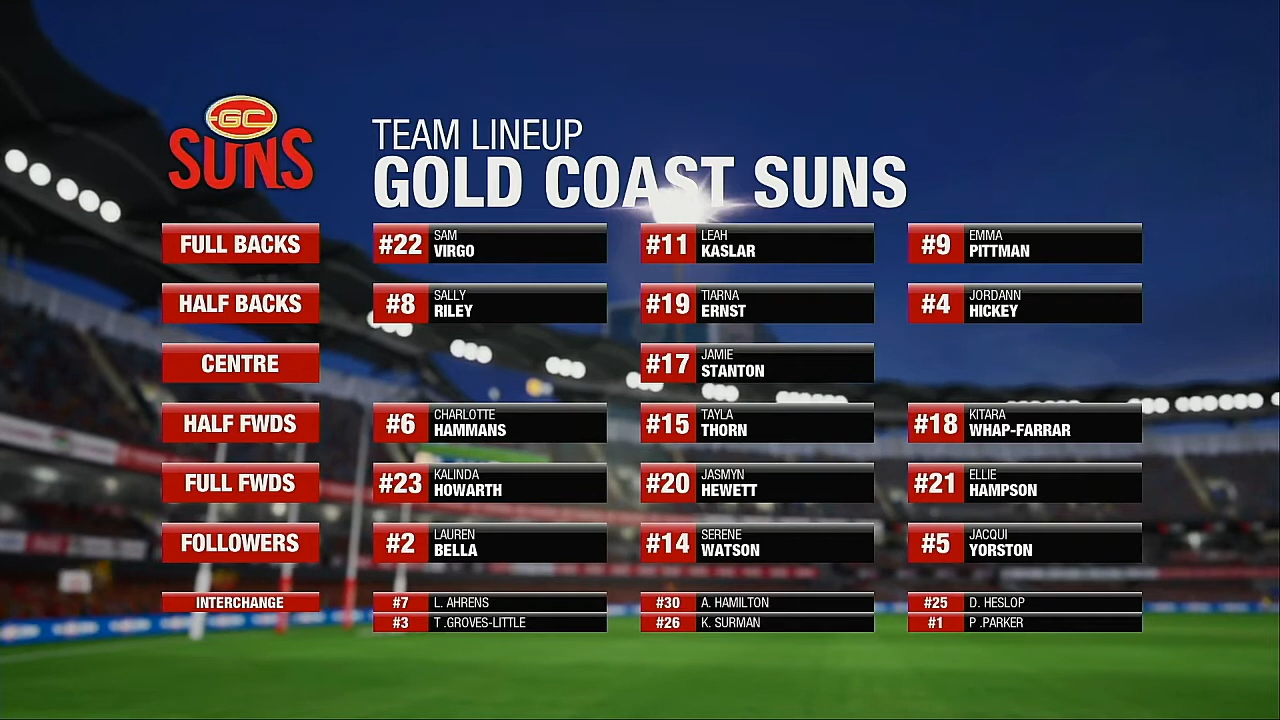 GC
SUNS
TEAM LINEUP
GOLD COAST SUNS
FULL BACKS
#22 SAM VIRGO
#11 LEAH KASLAR
#9 EMMA PITTMAN
HALF BACKS
#8 SALLY RILEY
#19 TIARNA ERNST
#4 JORDANN HICKEY
CENTRE
#17 JAMIE STANTON
HALF FWDS
#6 CHARLOTTE HAMMANS
#15 TAYLA THORN
#18 KITARA WHAP-FARRAR
FULL FWDS
#23 KALINDA HOWARTH
#20 JASMYN HEWETT
#21 ELLIE HAMPSON
FOLLOWERS
#2 LAUREN BELLA
#14 SERENE WATSON
#5 JACQUI YORSTON
INTERCHANGE
#7 L. AHRENS
#30 A. HAMILTON
#25 D. HESLOP
#3 T .GROVES-LITTLE
#26 K. SURMAN
#1 P .PARKER